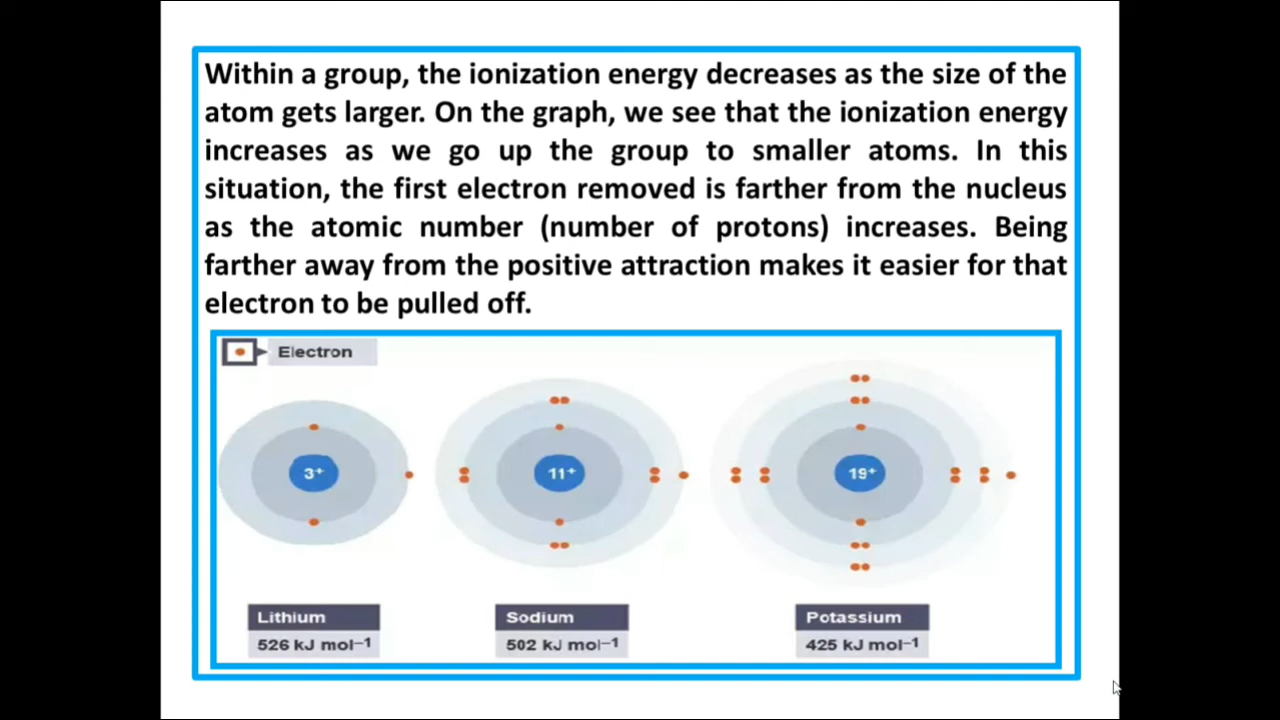 Within a group, the ionization energy decreases as the size of the
atom gets larger. On the graph, we see that the ionization energy
increases as we go up the group to smaller atoms. In this
situation, the first electron removed is farther from the nucleus
as the atomic number (number of protons) increases. Being
farther away from the positive attraction makes it easier for that
electron to be pulled off.
Electron
3⁺ 11⁺ 19⁺
Lithium Sodium Potassium
526 kJ mol⁻¹ 502 kJ mol⁻¹ 425 kJ mol⁻¹